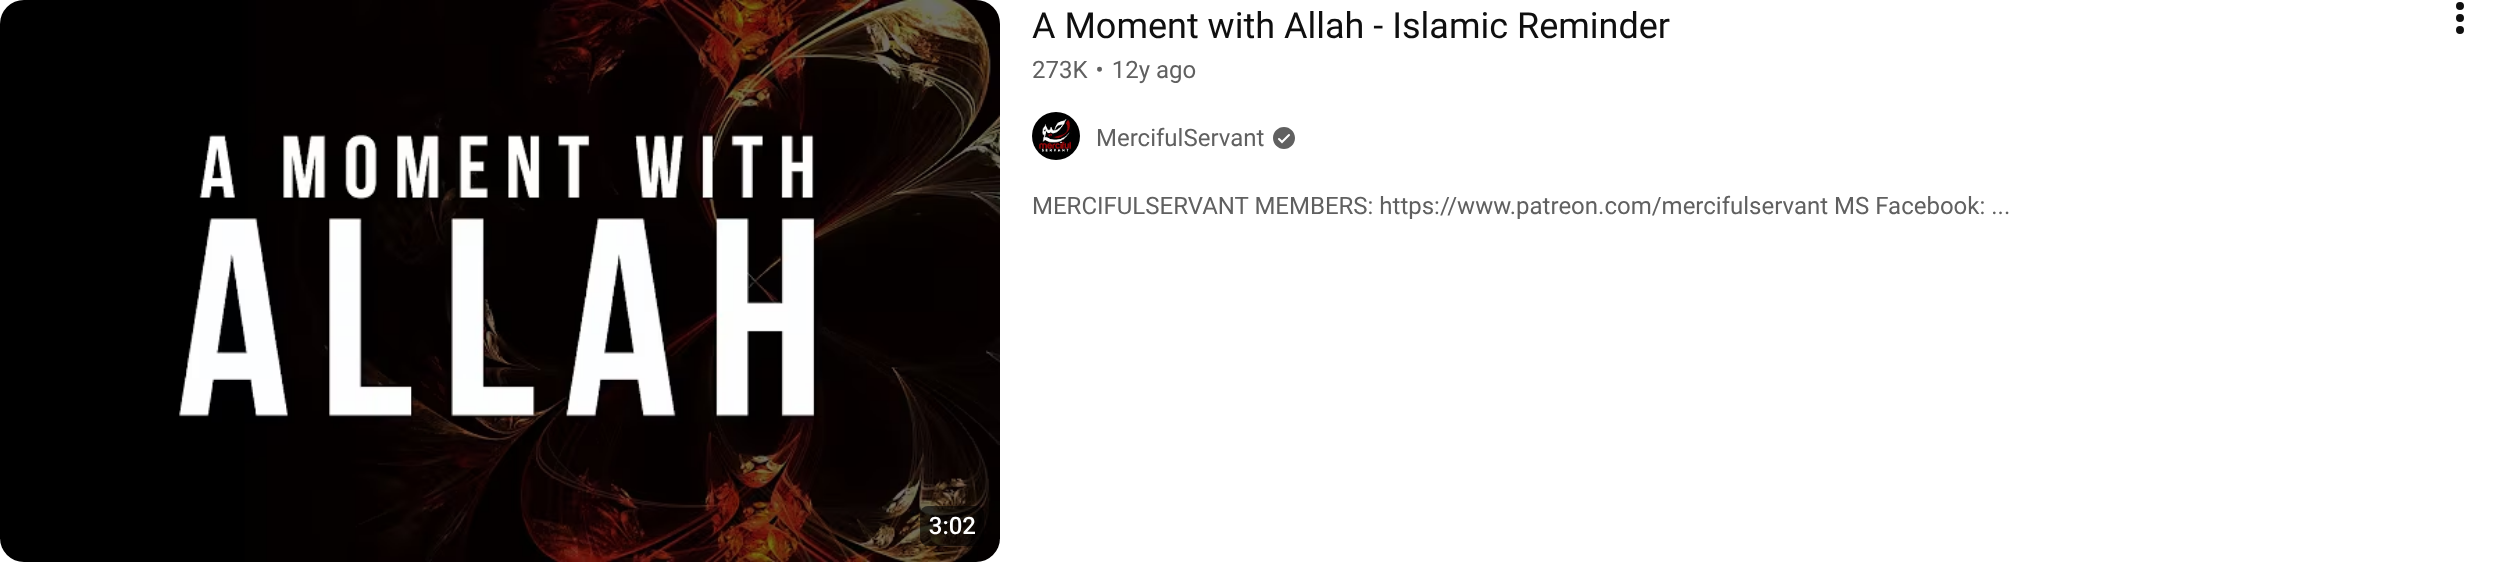 A MOMENT WITH
ALLAH
3:02
A Moment with Allah - Islamic Reminder
273K • 12y ago
MercifulServant
MERCIFULSERVANT MEMBERS: https://www.patreon.com/mercifulservant MS Facebook: ...